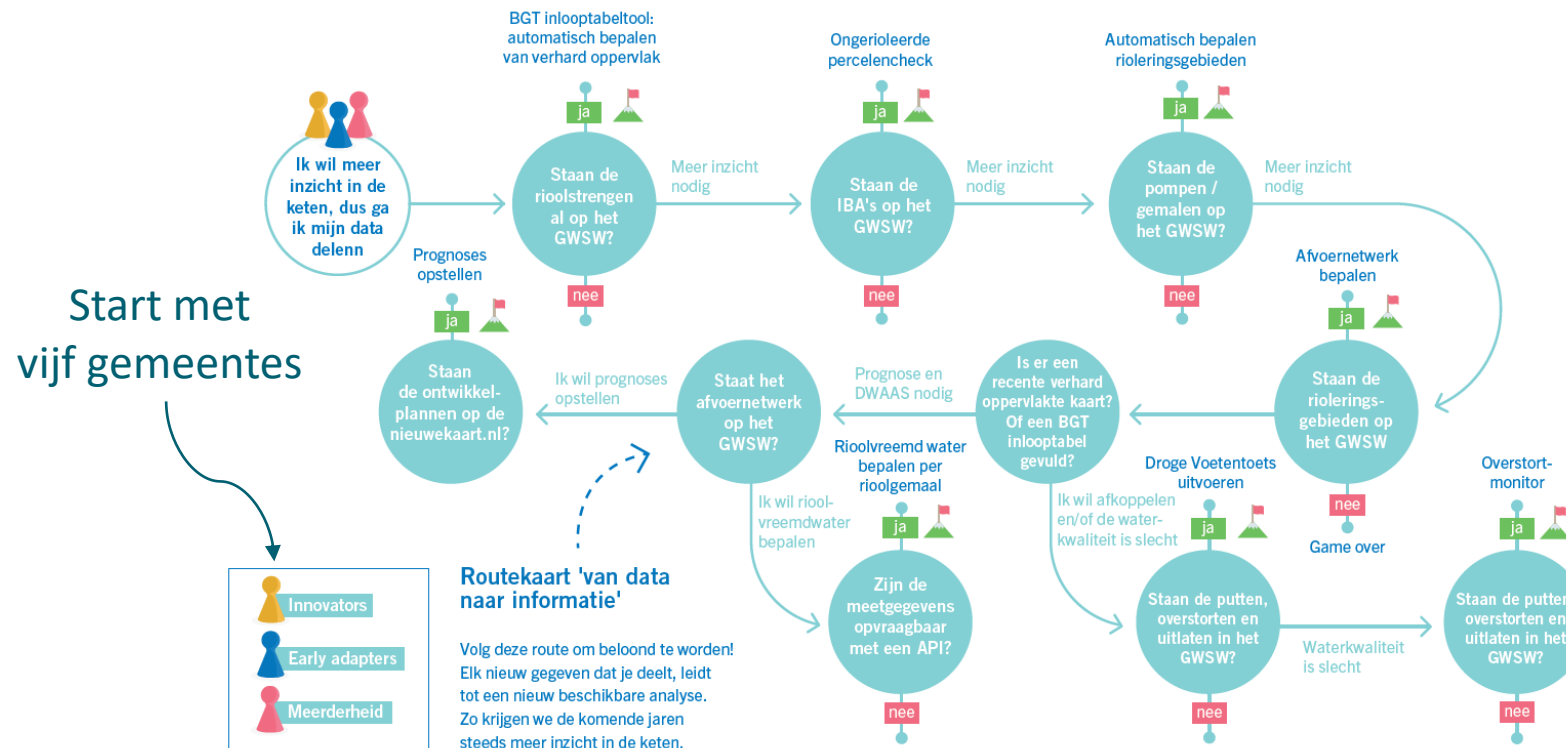 BGT inlooptabeltool:
automatisch bepalen
van verhard oppervlak
ja
Ongerioleerde
percelencheck
ja
Automatisch bepalen
rioleringsgebieden
ja
Ik wil meer
inzicht in de
keten, dus ga
ik mijn data
delenn
Staan de
rioolstrengen
al op het
GWSW?
nee
Meer inzicht
nodig
Staan de
IBA's op het
GWSW?
nee
Meer inzicht
nodig
Staan de
pompen /
gemalen op
het GWSW?
nee
Meer inzicht
nodig
Start met
vijf gemeentes
Prognoses
opstellen
ja
Staan
de ontwikkel-
plannen op de
nieuwekaart.nl?
Ik wil prognoses
opstellen
Staat het
afvoernetwerk
op het
GWSW?
Prognose en
DWAAS nodig
Is er een
recente verhard
oppervlakte kaart?
Of een BGT
inlooptabel
gevuld?
Afvoernetwerk
bepalen
ja
Staan de
riolerings-
gebieden op
het GWSW
nee
Game over
Ik wil riool-
vreemdwater
bepalen
Rioolvreemd water
bepalen per
rioolgemaal
ja
Zijn de
meetgegevens
opvraagbaar
met een API?
nee
Ik wil afkoppelen
en/of de water-
kwaliteit is slecht
Droge Voetentoets
uitvoeren
ja
Staan de putten,
overstorten en
uitlaten in het
GWSW?
nee
Waterkwaliteit
is slecht
Overstort-
monitor
ja
Staan de putten
overstorten en
uitlaten in het
GWSW?
nee
Innovators
Early adapters
Meerderheid
Routekaart 'van data
naar informatie'
Volg deze route om beloond te worden!
Elk nieuw gegeven dat je deelt, leidt
tot een nieuw beschikbare analyse.
Zo krijgen we de komende jaren
steeds meer inzicht in de keten.